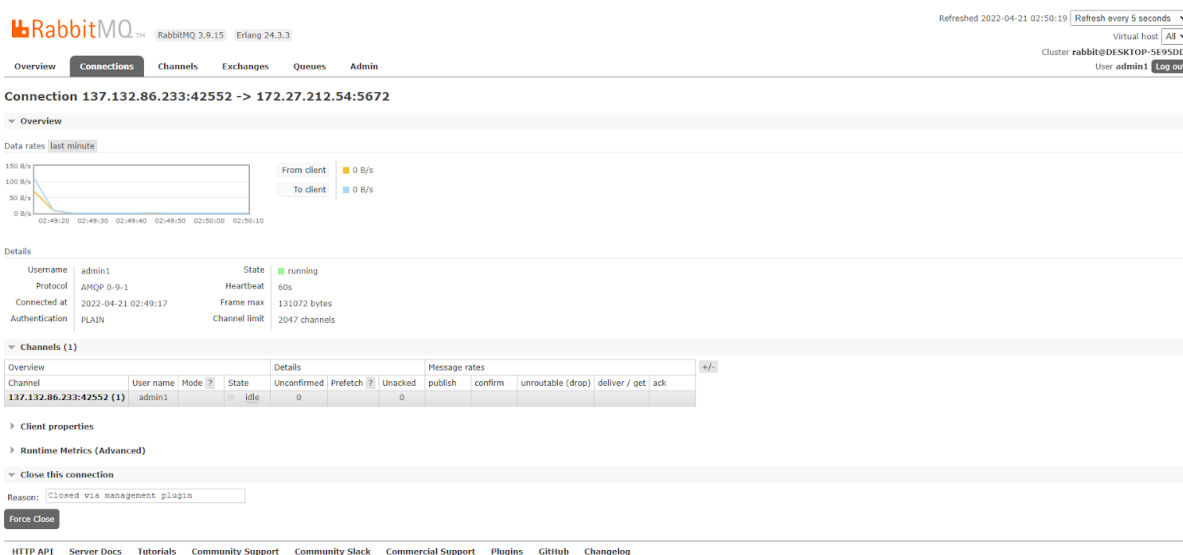 Refreshed 2022-04-21 02:50:19 Refresh every 5 seconds
RabbitMQ TM RabbitMQ 3.9.15 Erlang 24.3.3
Virtual host All
Cluster rabbit@DESKTOP-5E95DD
User admin1 Log out
Overview Connections Channels Exchanges Queues Admin
Connection 137.132.86.233:42552 -> 172.27.212.54:5672
Overview
Data rates last minute
150 B/s
100 B/s
50 B/s
0 B/s
02:49:20 02:49:30 02:49:40 02:49:50 02:50:00 02:50:10
From client 0 B/s
To client 0 B/s
Details
Username admin1 State running
Protocol AMQP 0-9-1 Heartbeat 60s
Connected at 2022-04-21 02:49:17 Frame max 131072 bytes
Authentication PLAIN Channel limit 2047 channels
Channels (1)
Overview Details Message rates +/-
Channel User name Mode ? State Unconfirmed Prefetch ? Unacked publish confirm unroutable (drop) deliver / get ack
137.132.86.233:42552 (1) admin1 idle 0 0
Client properties
Runtime Metrics (Advanced)
Close this connection
Reason: Closed via management plugin
Force Close
HTTP API Server Docs Tutorials Community Support Community Slack Commercial Support Plugins GitHub Changelog